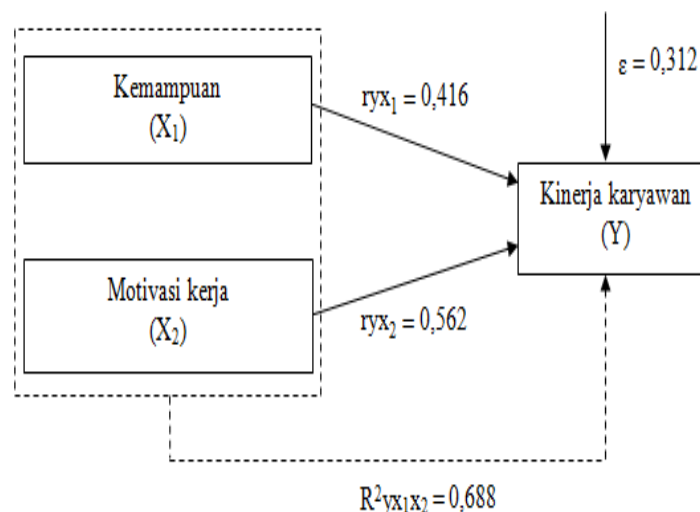 Kemampuan
(X₁)
ryx₁ = 0,416
ε = 0,312
Kinerja karyawan
(Y)
Motivasi kerja
(X₂)
ryx₂ = 0,562
R²yx₁x₂ = 0,688